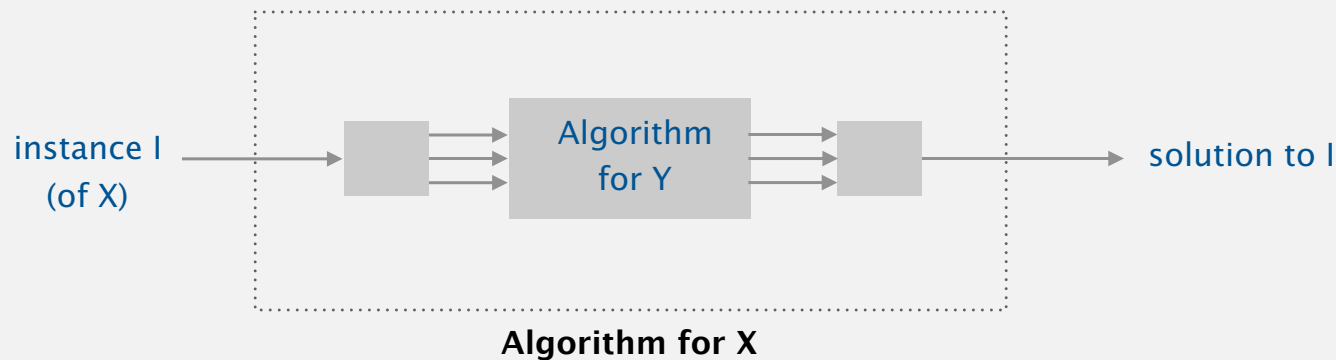 instance I
(of X)
Algorithm
for Y
solution to I
Algorithm for X